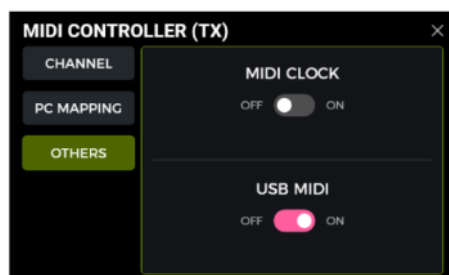 MIDI CONTROLLER (TX)
CHANNEL
PC MAPPING
OTHERS
MIDI CLOCK
OFF ON
USB MIDI
OFF ON